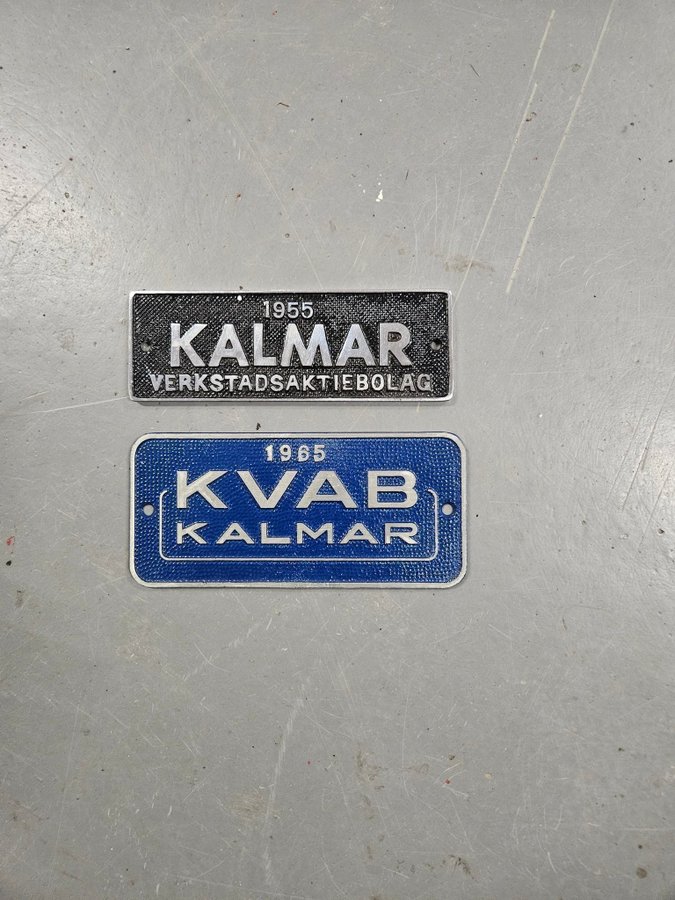 1955
KALMAR
VERKSTADSAKTIEBOLAG
1965
KVAB
KALMAR